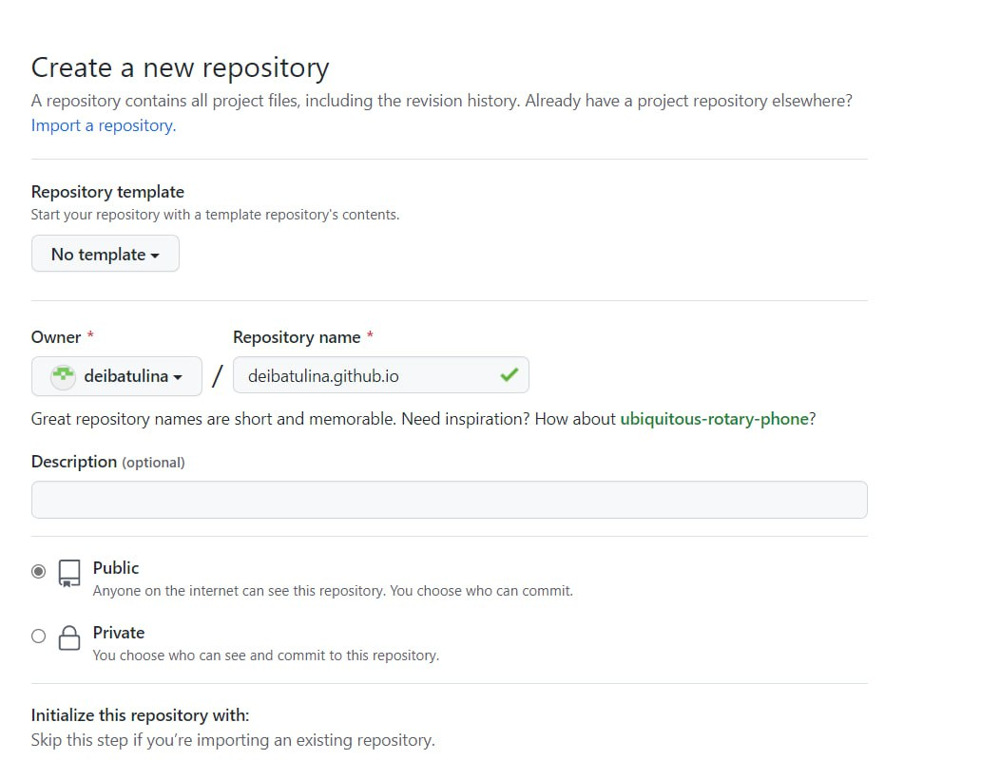 Create a new repository
A repository contains all project files, including the revision history. Already have a project repository elsewhere?
Import a repository.
Repository template
Start your repository with a template repository's contents.
No template
Owner * Repository name *
deibatulina / deibatulina.github.io
Great repository names are short and memorable. Need inspiration? How about ubiquitous-rotary-phone?
Description (optional)
Public
Anyone on the internet can see this repository. You choose who can commit.
Private
You choose who can see and commit to this repository.
Initialize this repository with:
Skip this step if you’re importing an existing repository.